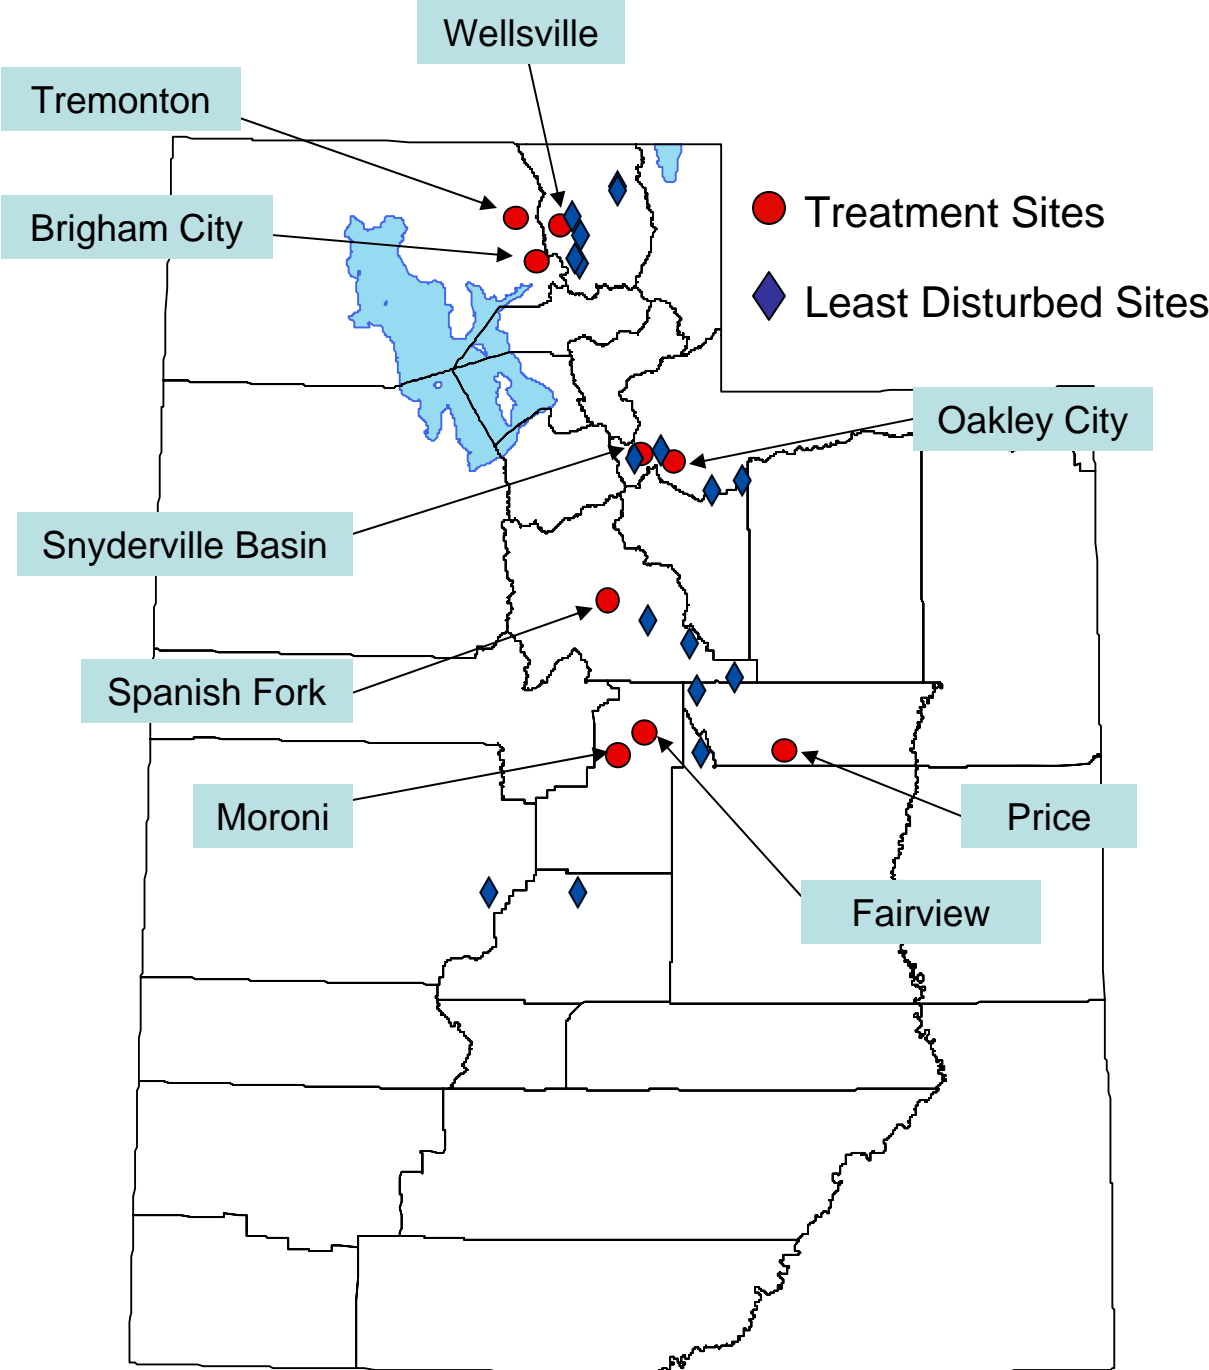 Wellsville
Tremonton
Brigham City
Treatment Sites
Least Disturbed Sites
Oakley City
Snyderville Basin
Spanish Fork
Moroni
Price
Fairview